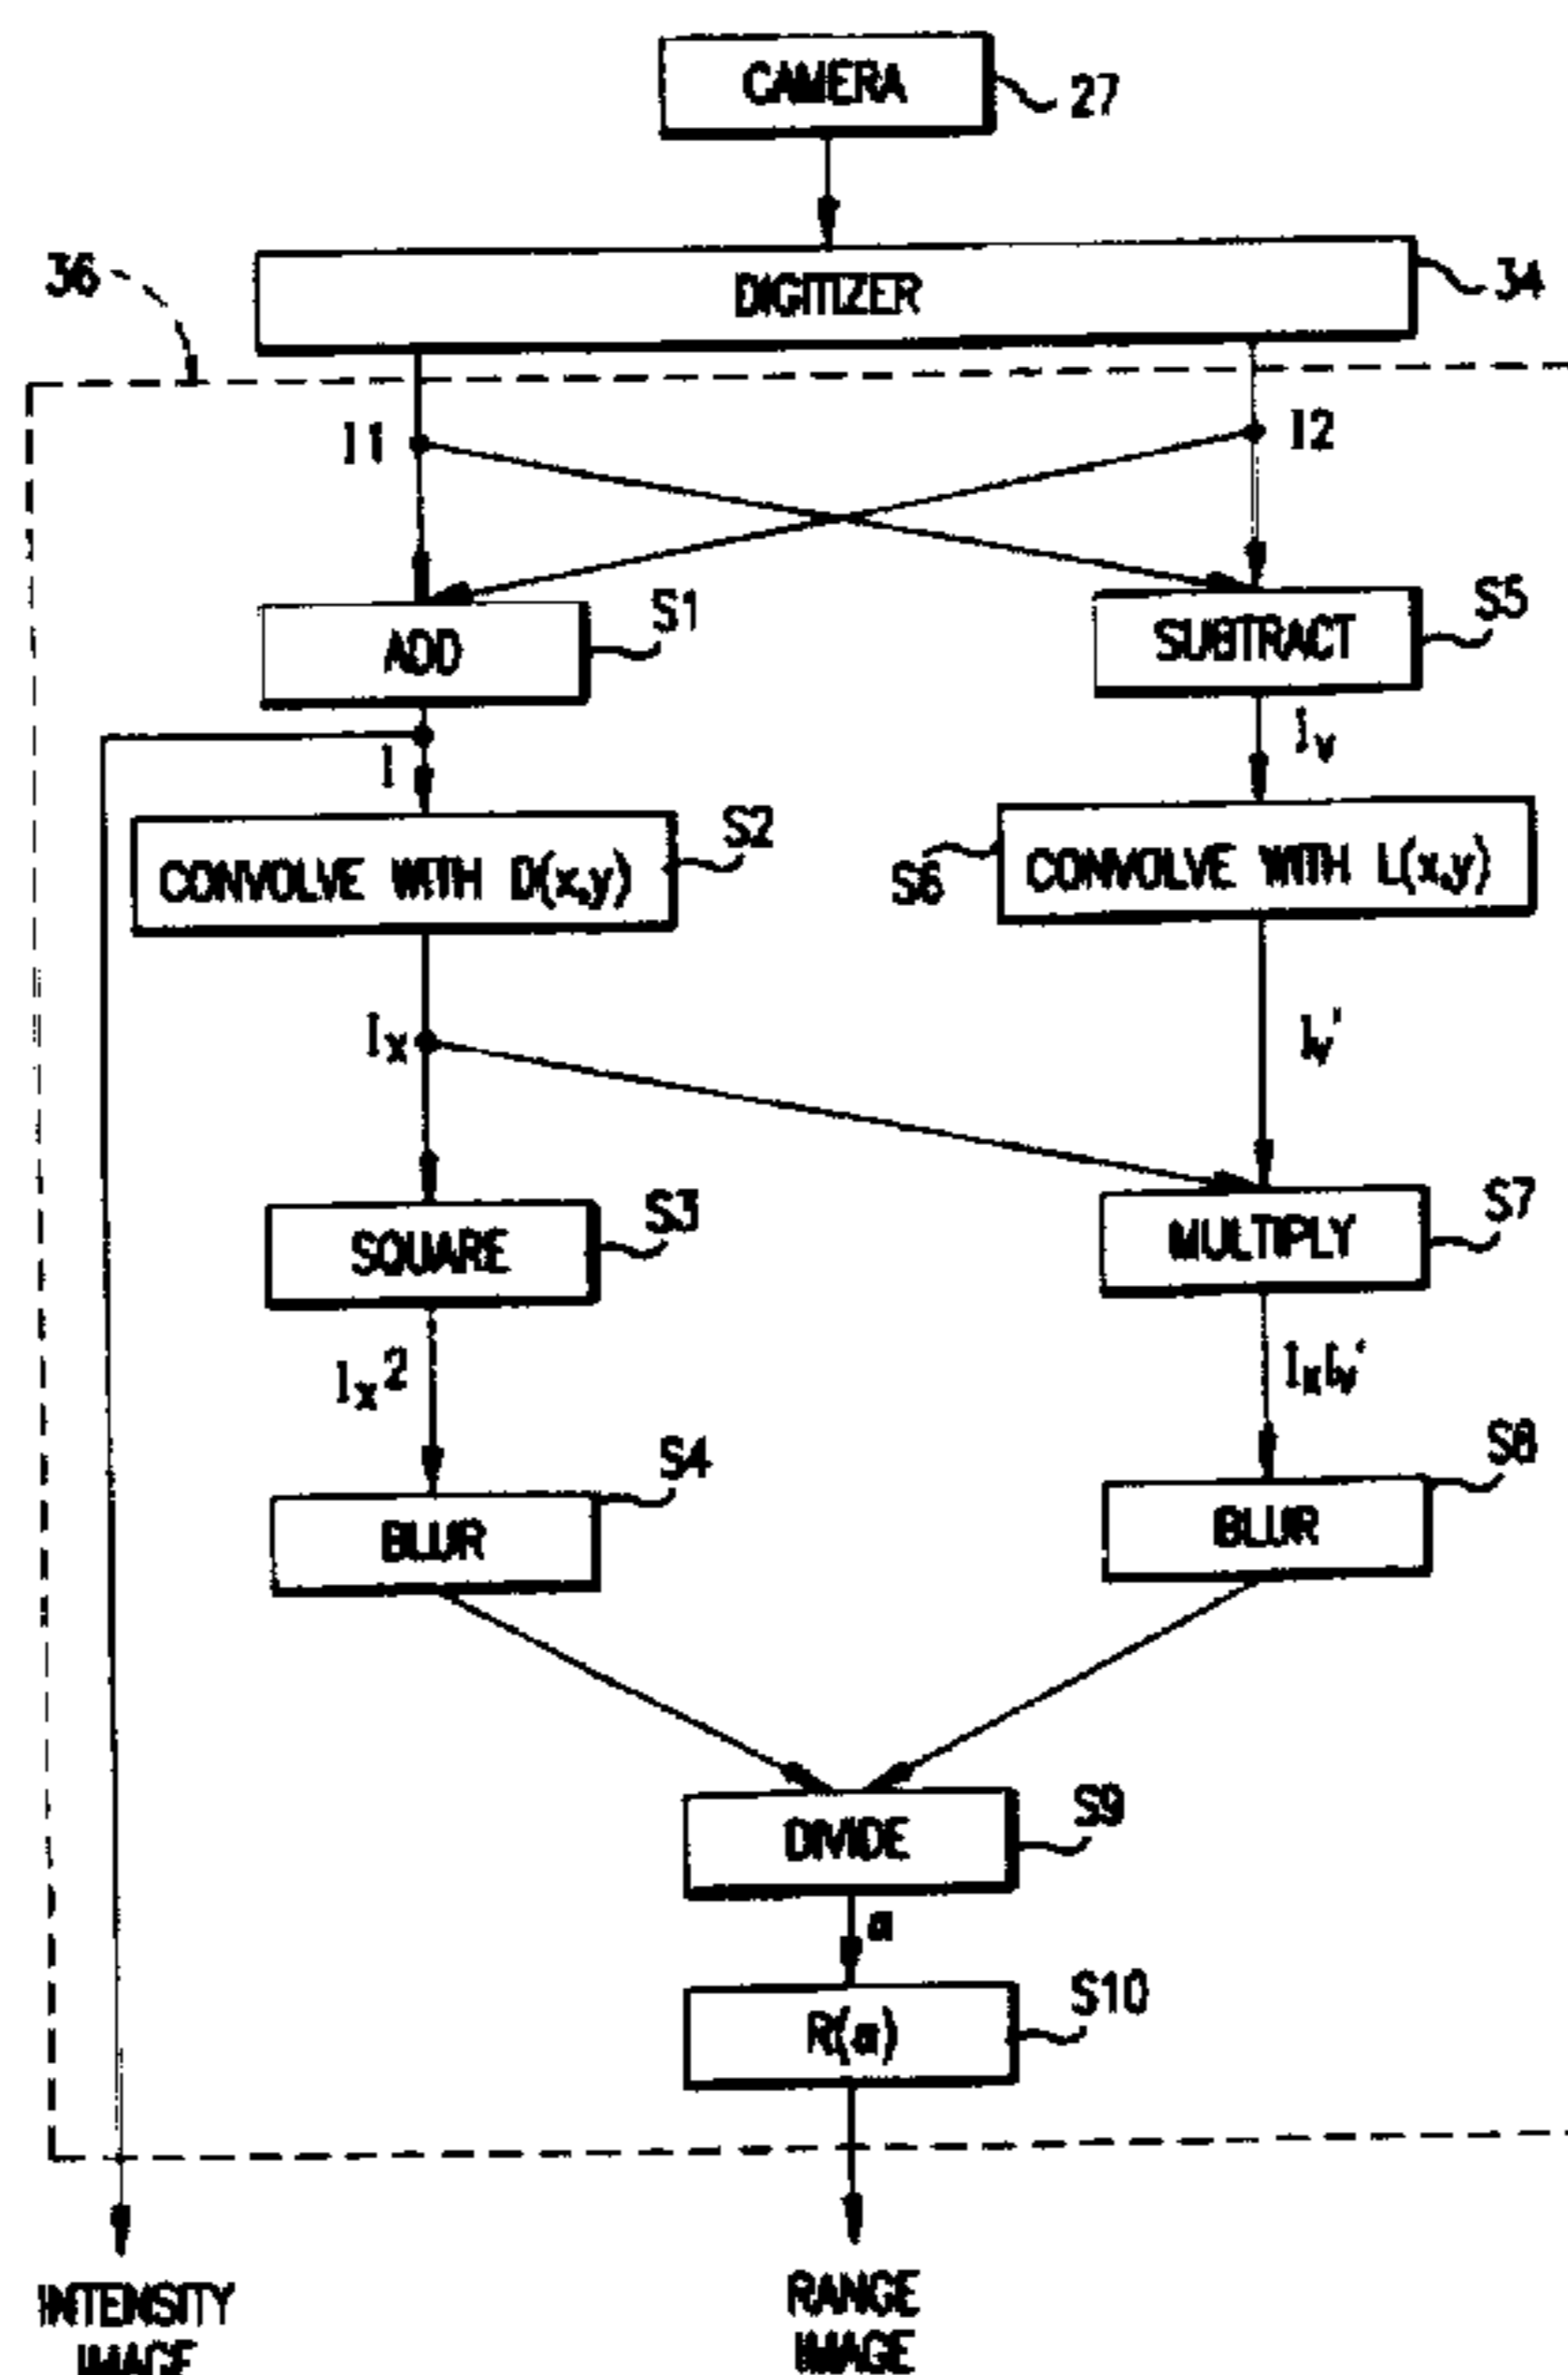 CAMERA
27
36
DIGITIZER
34
I1
I2
ADD
S1
SUBTRACT
S5
I
Iv
CONVOLVE WITH D(x,y)
S2
S6
CONVOLVE WITH L(x,y)
Ix
Iv'
SQUARE
S3
MULTIPLY
S7
Ix²
IxIv'
BLUR
S4
BLUR
S8
DIVIDE
S9
a
R(a)
S10
INTENSITY
IMAGE
RANGE
IMAGE